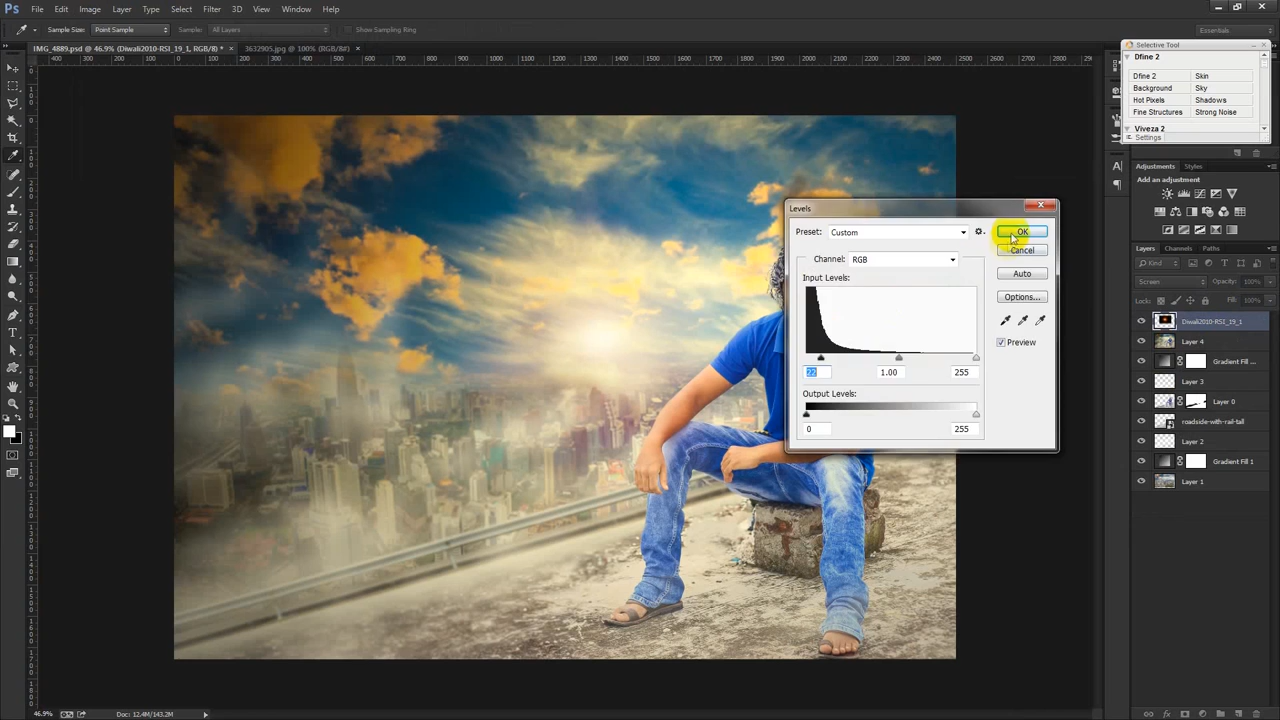 Ps File Edit Image Layer Type Select Filter 3D View Window Help
Sample Size: Point Sample Sample: All Layers Show Sampling Ring Essentials
IMG_4889.psd @ 46.9% (Diwali2010-RSI_19_1, RGB/8) * × 3632905.jpg @ 100% (RGB/8#) ×
Selective Tool
Dfine 2
Dfine 2 Skin
Background Sky
Hot Pixels Shadows
Fine Structures Strong Noise
Viveza 2
Settings
Adjustments Styles
Add an adjustment
Levels
Preset: Custom OK
Cancel
Channel: RGB
Auto
Input Levels:
Options...
Preview
22 1.00 255
Output Levels:
0 255
Layers Channels Paths
Kind
Screen Opacity: 100%
Lock: Fill: 100%
Diwali2010-RSI_19_1
Layer 4
Gradient Fill ...
Layer 3
Layer 0
roadside-with-rail-tall
Layer 2
Gradient Fill 1
Layer 1
46.9% Doc: 12.4M/143.2M